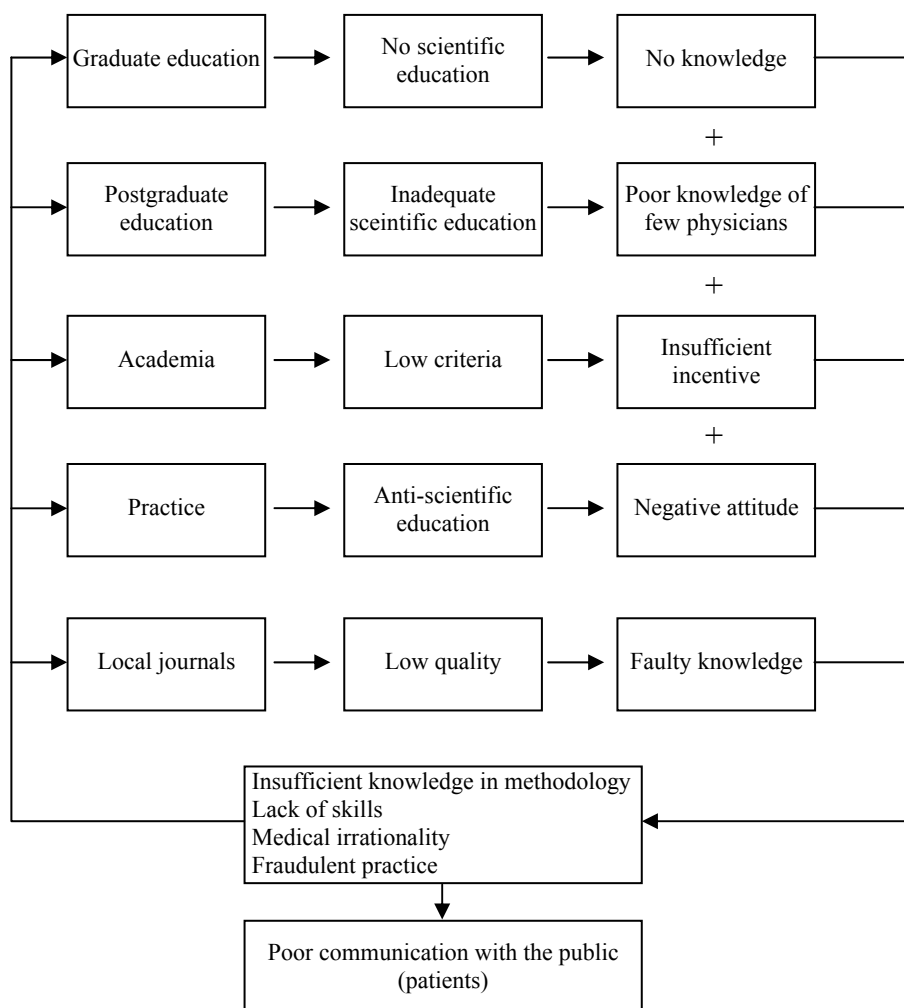 Graduate education
No scientific
education
No knowledge
+
Postgraduate
education
Inadequate
sceintific education
Poor knowledge of
few physicians
+
Academia
Low criteria
Insufficient
incentive
+
Practice
Anti-scientific
education
Negative attitude
Local journals
Low quality
Faulty knowledge
Insufficient knowledge in methodology
Lack of skills
Medical irrationality
Fraudulent practice
Poor communication with the public
(patients)